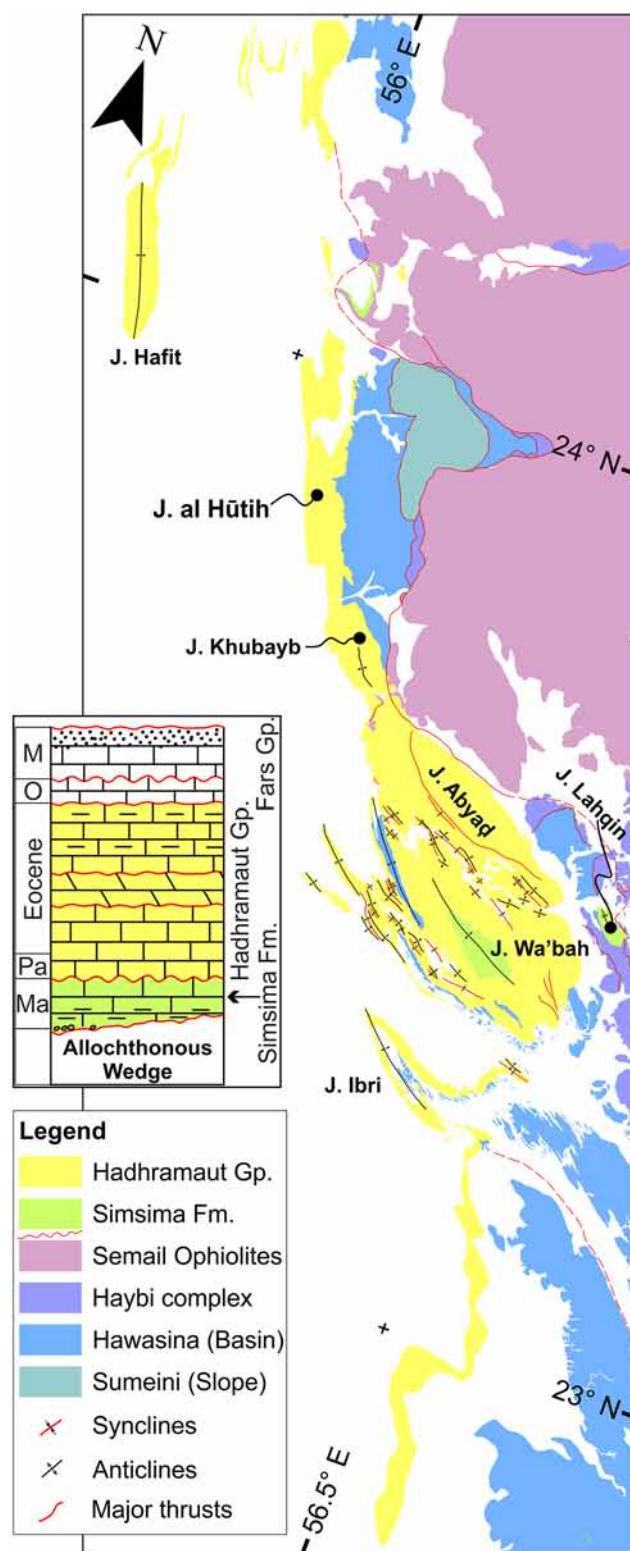 N
56° E
J. Hafit
24° N
J. al Hūtih
J. Khubayb
J. Abyad
J. Lahqin
J. Wa'bah
J. Ibri
M
O
Eocene
Pa
Ma
Fars Gp.
Hadhramaut Gp.
Simsima Fm.
Allochthonous
Wedge
Legend
Hadhramaut Gp.
Simsima Fm.
Semail Ophiolites
Haybi complex
Hawasina (Basin)
Sumeini (Slope)
Synclines
Anticlines
Major thrusts
23° N
56.5° E